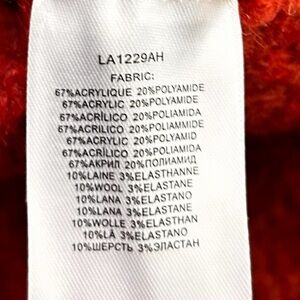 LA1229AH
FABRIC:
67%ACRYLIQUE 20%POLYAMIDE
67%ACRYLIC 20%POLYAMIDE
67%ACRÍLICO 20%POLIAMIDA
67%ACRILICO 20%POLIAMMIDE
67%ACRYLIC 20%POLYAMID
67%ACRÍLICO 20%POLIAMIDA
67%АКРИЛ 20%ПОЛИАМИД
10%LAINE 3%ELASTHANNE
10%WOOL 3%ELASTANE
10%LANA 3%ELASTANO
10%LANA 3%ELASTAN
10%WOLLE 3%ELASTHAN
10%LÃ 3%ELASTANO
10%ШЕРСТЬ 3%ЭЛАСТАН